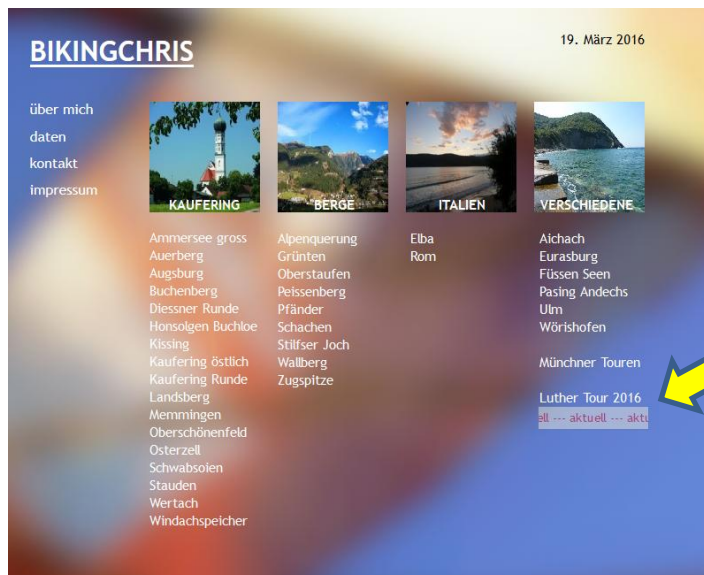 BIKINGCHRIS
19. März 2016
über mich
daten
kontakt
impressum
KAUFERING
Ammersee gross
Auerberg
Augsburg
Buchenberg
Diessner Runde
Honsolgen Buchloe
Kissing
Kaufering östlich
Kaufering Runde
Landsberg
Memmingen
Oberschönenfeld
Osterzell
Schwabsoien
Stauden
Wertach
Windachspeicher
BERGE
Alpenquerung
Grünten
Oberstaufen
Peissenberg
Pfänder
Schachen
Stilfser Joch
Wallberg
Zugspitze
ITALIEN
Elba
Rom
VERSCHIEDENE
Aichach
Eurasburg
Füssen Seen
Pasing Andechs
Ulm
Wörishofen
Münchner Touren
Luther Tour 2016
ell --- aktuell --- aktu